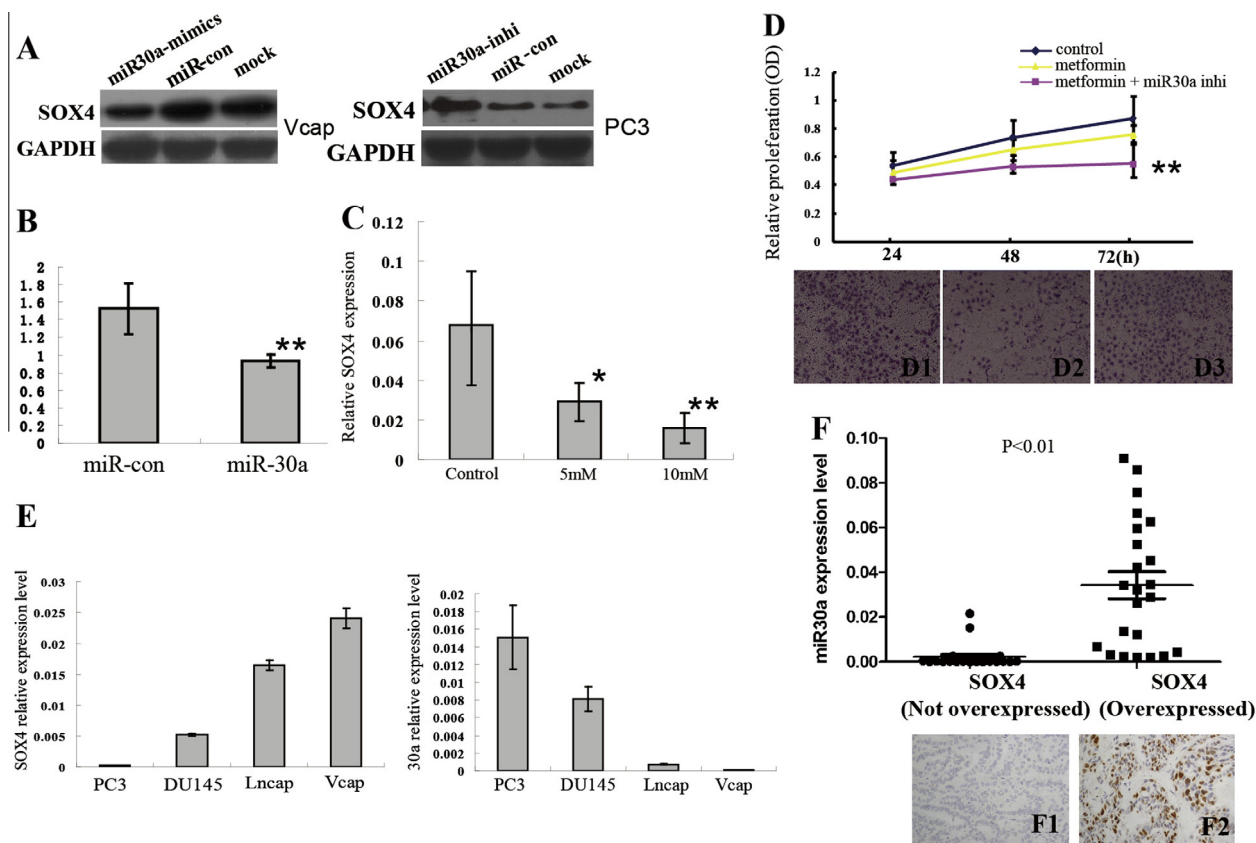 A
miR30a-mimics
miR-con
mock
SOX4
GAPDH
Vcap
miR30a-inhi
miR-con
mock
SOX4
GAPDH
PC3
B
2
1.8
1.6
1.4
1.2
1
0.8
0.6
0.4
0.2
0
**
miR-con miR-30a
C
Relative SOX4 expression
0.12
0.1
0.08
0.06
0.04
0.02
0
*
**
Control 5mM 10mM
D
control
metformin
metformin + miR30a inhi
Relative proleferation (OD)
1.2
1
0.8
0.6
0.4
0.2
0
**
24 48 72(h)
D1 D2 D3
E
SOX4 relative expression level
0.03
0.025
0.02
0.015
0.01
0.005
0
PC3 DU145 Lncap Vcap
30a relative expression level
0.02
0.018
0.016
0.014
0.012
0.01
0.008
0.006
0.004
0.002
0
PC3 DU145 Lncap Vcap
F
miR30a expression level
P<0.01
0.10
0.08
0.06
0.04
0.02
0.00
SOX4 SOX4
(Not overexpressed) (Overexpressed)
F1 F2